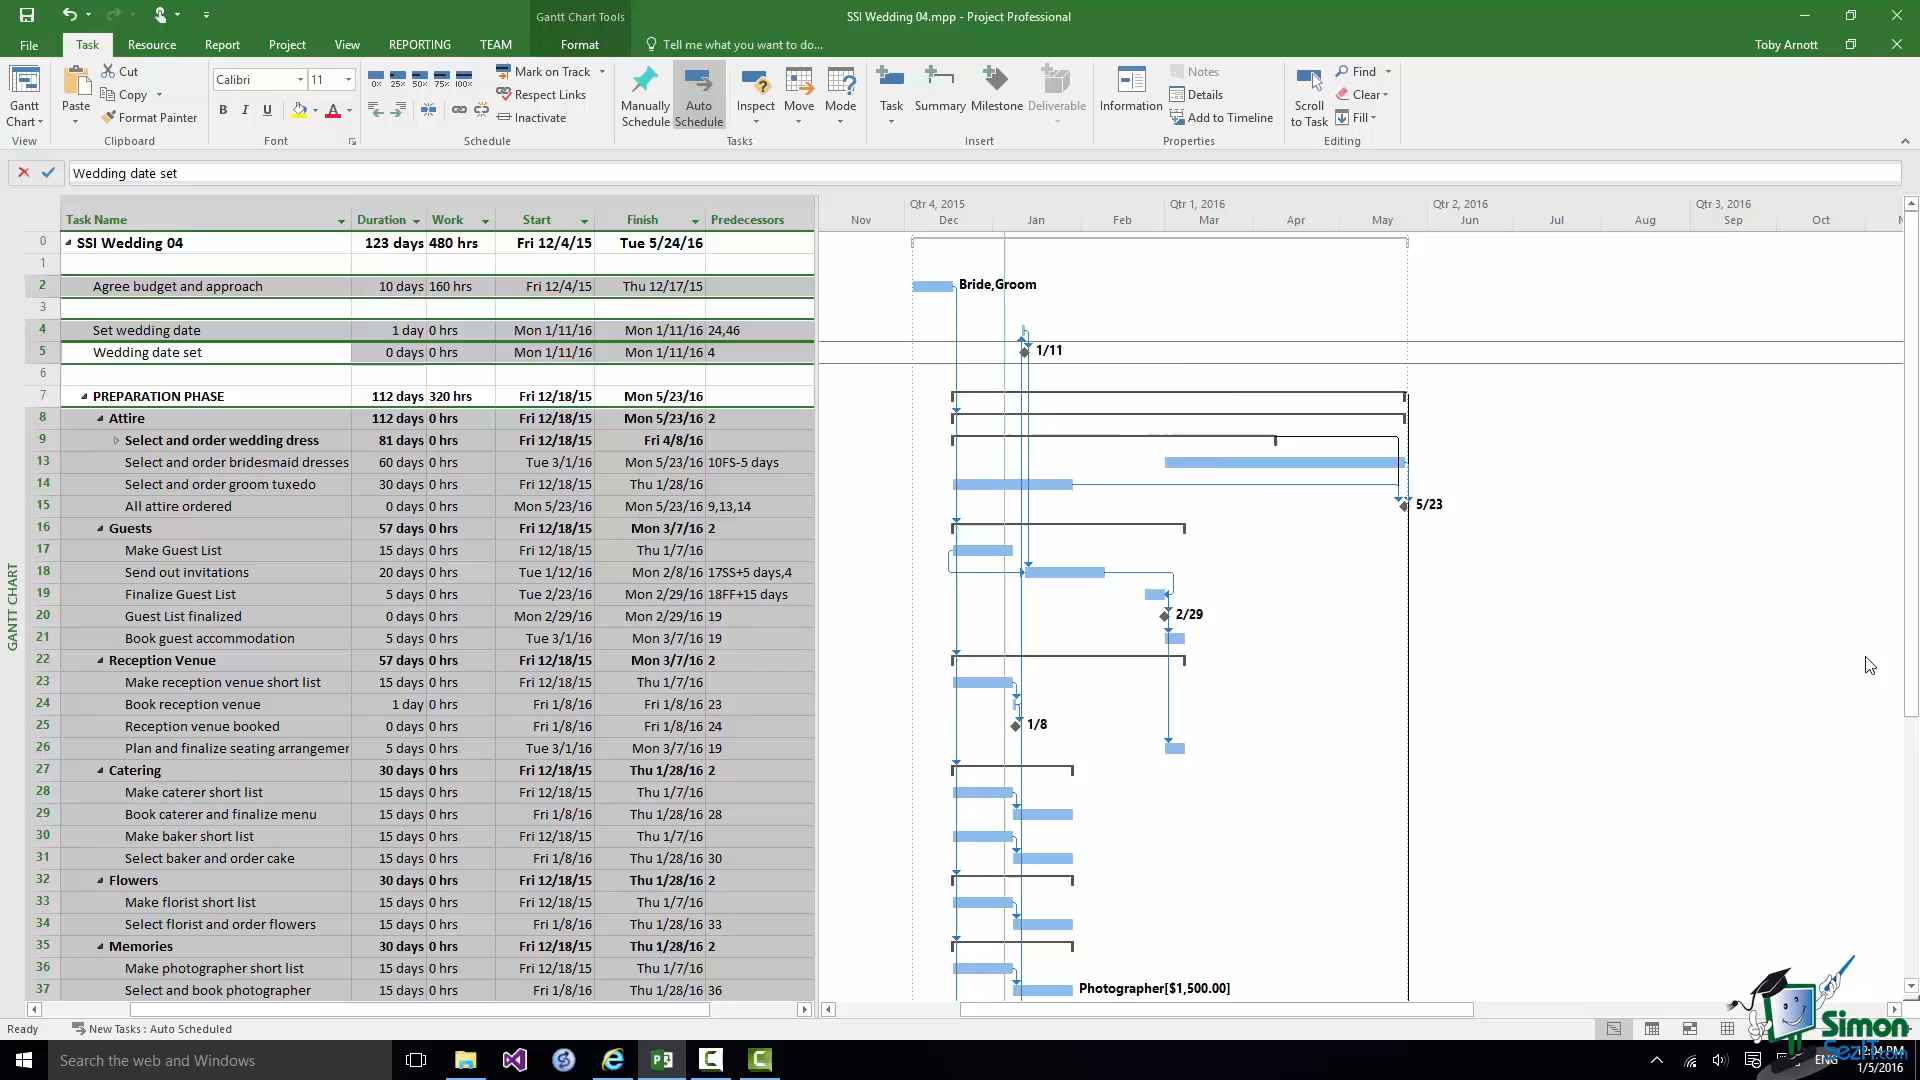 SSI Wedding 04.mpp - Project Professional
Gantt Chart Tools
File Task Resource Report Project View REPORTING TEAM Format Tell me what you want to do... Toby Arnott
Gantt Chart
View
Paste
Cut
Copy
Format Painter
Clipboard
Calibri 11
B I U A
Font
0% 25% 50% 75% 100%
Mark on Track
Respect Links
Inactivate
Schedule
Manually Schedule
Auto Schedule
Inspect
Move
Mode
Tasks
Task
Summary
Milestone
Deliverable
Insert
Information
Notes
Details
Add to Timeline
Properties
Scroll to Task
Find
Clear
Fill
Editing
Wedding date set
Task Name Duration Work Start Finish Predecessors
0 SSI Wedding 04 123 days 480 hrs Fri 12/4/15 Tue 5/24/16
1
2 Agree budget and approach 10 days 160 hrs Fri 12/4/15 Thu 12/17/15
3
4 Set wedding date 1 day 0 hrs Mon 1/11/16 Mon 1/11/16 24,46
5 Wedding date set 0 days 0 hrs Mon 1/11/16 Mon 1/11/16 4
6
7 PREPARATION PHASE 112 days 320 hrs Fri 12/18/15 Mon 5/23/16
8 Attire 112 days 0 hrs Fri 12/18/15 Mon 5/23/16 2
9 Select and order wedding dress 81 days 0 hrs Fri 12/18/15 Fri 4/8/16
13 Select and order bridesmaid dresses 60 days 0 hrs Tue 3/1/16 Mon 5/23/16 10FS-5 days
14 Select and order groom tuxedo 30 days 0 hrs Fri 12/18/15 Thu 1/28/16
15 All attire ordered 0 days 0 hrs Mon 5/23/16 Mon 5/23/16 9,13,14
16 Guests 57 days 0 hrs Fri 12/18/15 Mon 3/7/16 2
17 Make Guest List 15 days 0 hrs Fri 12/18/15 Thu 1/7/16
18 Send out invitations 20 days 0 hrs Tue 1/12/16 Mon 2/8/16 17SS+5 days,4
19 Finalize Guest List 5 days 0 hrs Tue 2/23/16 Mon 2/29/16 18FF+15 days
20 Guest List finalized 0 days 0 hrs Mon 2/29/16 Mon 2/29/16 19
21 Book guest accommodation 5 days 0 hrs Tue 3/1/16 Mon 3/7/16 19
22 Reception Venue 57 days 0 hrs Fri 12/18/15 Mon 3/7/16 2
23 Make reception venue short list 15 days 0 hrs Fri 12/18/15 Thu 1/7/16
24 Book reception venue 1 day 0 hrs Fri 1/8/16 Fri 1/8/16 23
25 Reception venue booked 0 days 0 hrs Fri 1/8/16 Fri 1/8/16 24
26 Plan and finalize seating arrangemen 5 days 0 hrs Tue 3/1/16 Mon 3/7/16 19
27 Catering 30 days 0 hrs Fri 12/18/15 Thu 1/28/16 2
28 Make caterer short list 15 days 0 hrs Fri 12/18/15 Thu 1/7/16
29 Book caterer and finalize menu 15 days 0 hrs Fri 1/8/16 Thu 1/28/16 28
30 Make baker short list 15 days 0 hrs Fri 12/18/15 Thu 1/7/16
31 Select baker and order cake 15 days 0 hrs Fri 1/8/16 Thu 1/28/16 30
32 Flowers 30 days 0 hrs Fri 12/18/15 Thu 1/28/16 2
33 Make florist short list 15 days 0 hrs Fri 12/18/15 Thu 1/7/16
34 Select florist and order flowers 15 days 0 hrs Fri 1/8/16 Thu 1/28/16 33
35 Memories 30 days 0 hrs Fri 12/18/15 Thu 1/28/16 2
36 Make photographer short list 15 days 0 hrs Fri 12/18/15 Thu 1/7/16
37 Select and book photographer 15 days 0 hrs Fri 1/8/16 Thu 1/28/16 36
GANTT CHART
Qtr 4, 2015 Qtr 1, 2016 Qtr 2, 2016 Qtr 3, 2016
Nov Dec Jan Feb Mar Apr May Jun Jul Aug Sep Oct
Bride,Groom
1/11
5/23
2/29
1/8
Photographer[$1,500.00]
Ready New Tasks : Auto Scheduled
Simon
SezIT.com
Search the web and Windows
ENG
12:04 PM
1/5/2016